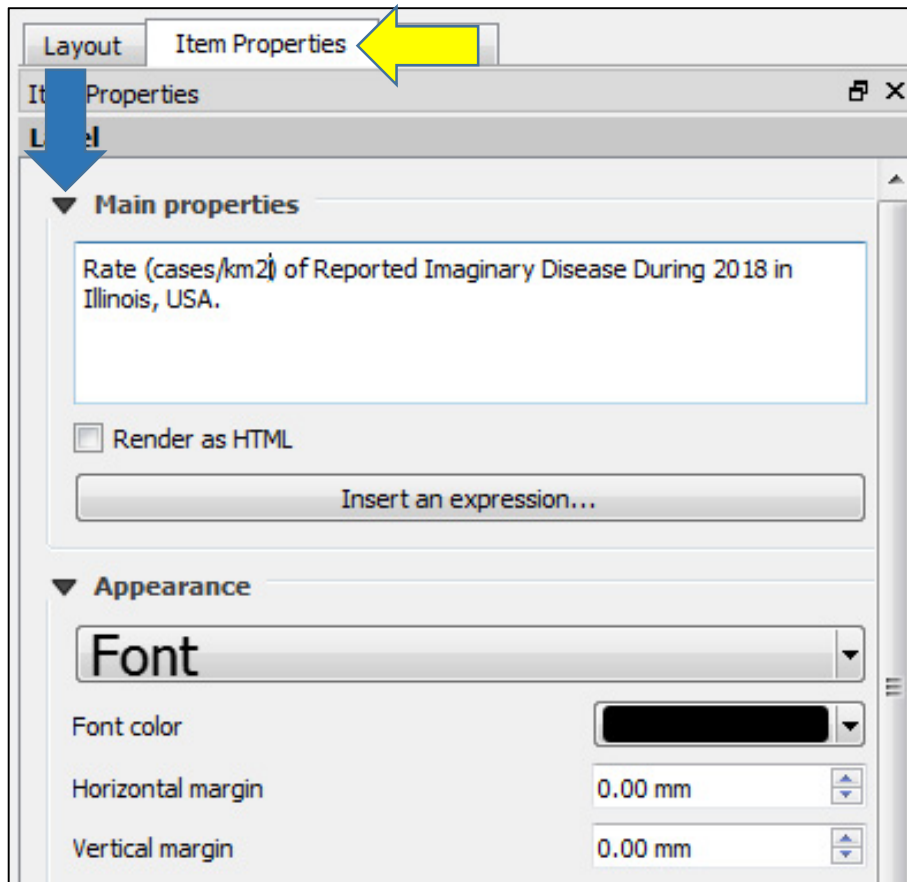 Layout
Item Properties
Properties
Main properties
Rate (cases/km2) of Reported Imaginary Disease During 2018 in
Illinois, USA.
Render as HTML
Insert an expression...
Appearance
Font
Font color
Horizontal margin
0.00 mm
Vertical margin
0.00 mm